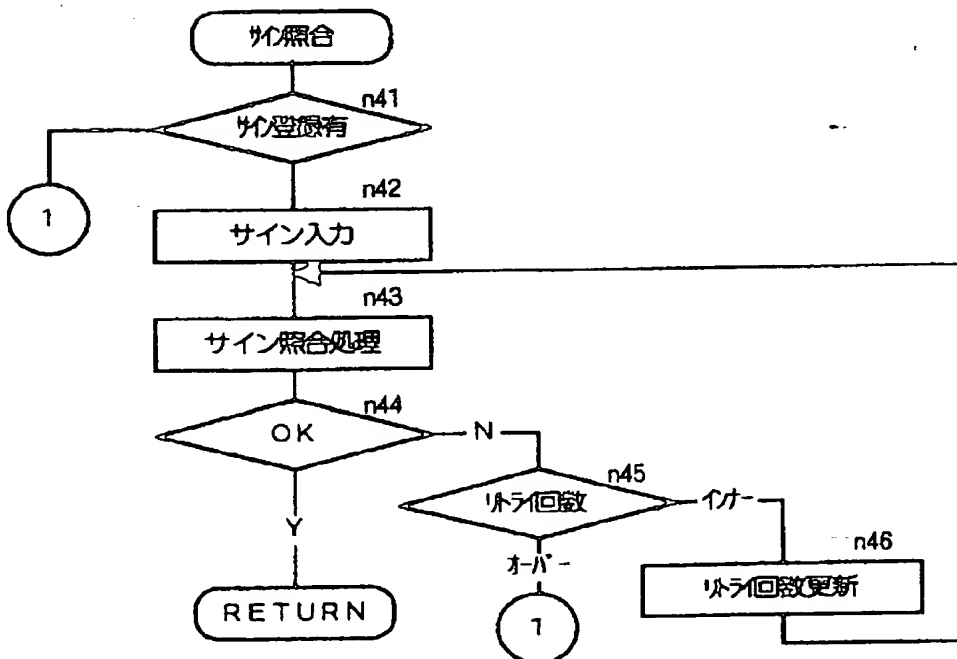 サイン照合
n41
サイン登録有
1
n42
サイン入力
n43
サイン照合処理
n44
OK
N
n45
リトライ回数
インナー
Y
オーバー
n46
リトライ回数更新
RETURN
1